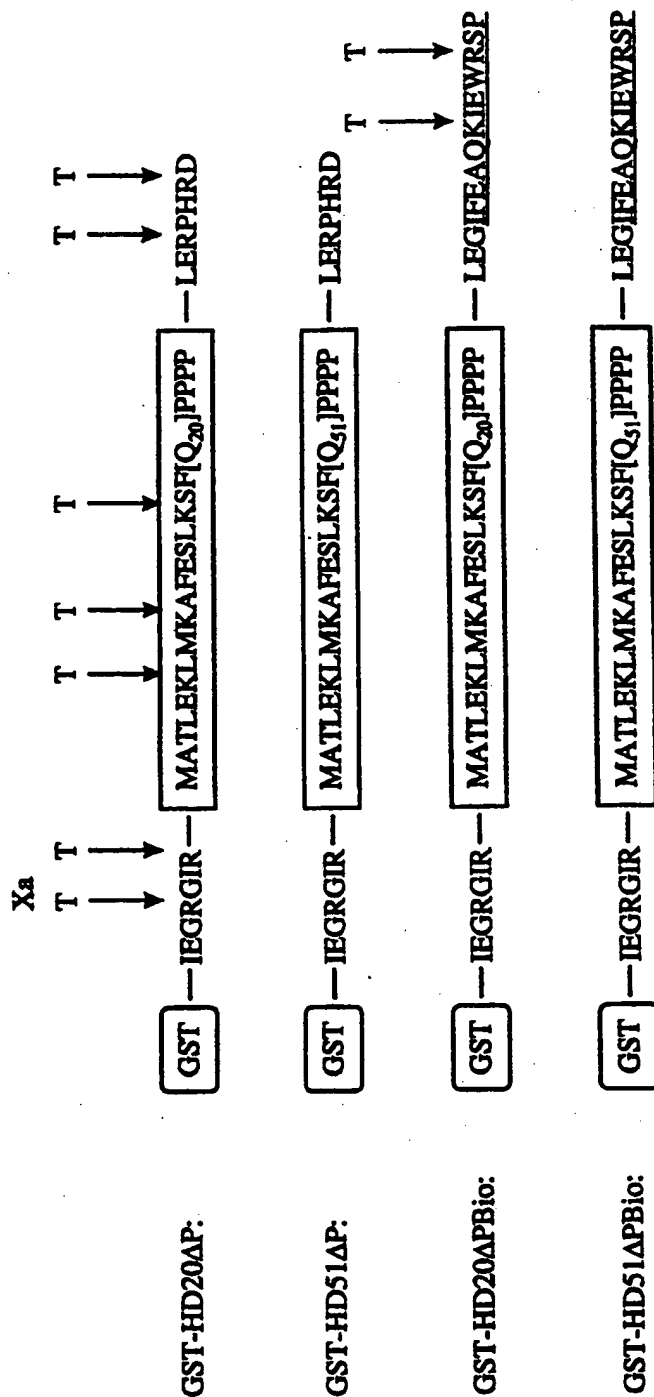 Xa
T T T T T T T
GST-HD20ΔP: GST —IEGRGIR— MATLEKLMKAFESLKSF[Q₂₀]PPPP —LERPHRD
GST-HD51ΔP: GST —IEGRGIR— MATLEKLMKAFESLKSF[Q₅₁]PPPP —LERPHRD
T T
GST-HD20ΔPBio: GST —IEGRGIR— MATLEKLMKAFESLKSF[Q₂₀]PPPP —LEGIFEAQKIEWRSP
GST-HD51ΔPBio: GST —IEGRGIR— MATLEKLMKAFESLKSF[Q₅₁]PPPP —LEGIFEAQKIEWRSP